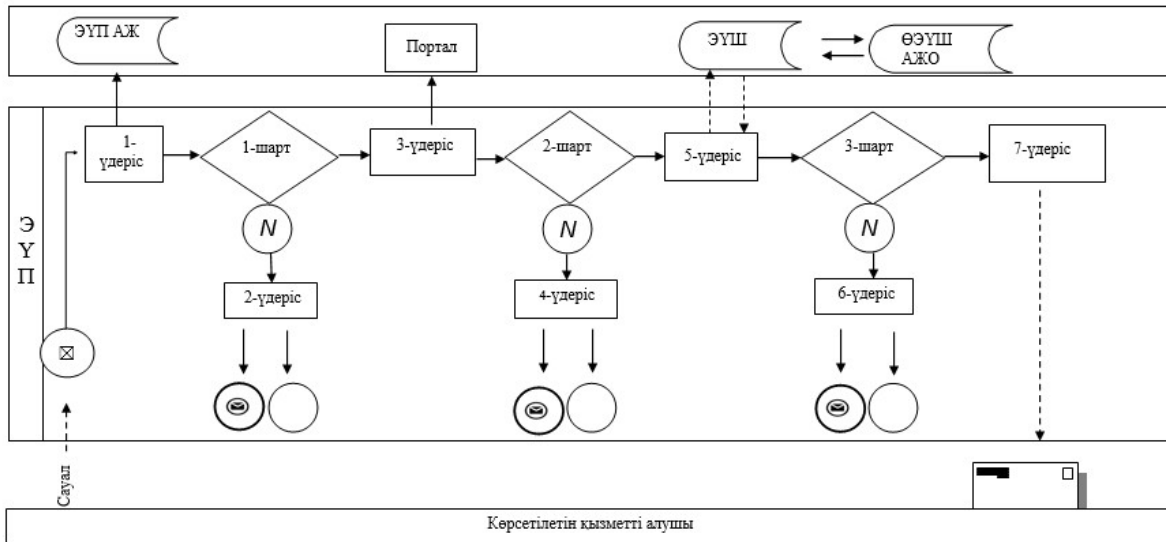 ЭҮП АЖ
Портал
ЭҮШ
ӨЭҮШ
АЖО
1-
үдеріс
1-шарт
3-үдеріс
2-шарт
5-үдеріс
3-шарт
7-үдеріс
N
N
N
Э
Ү
П
2-үдеріс
4-үдеріс
6-үдеріс
Сауал
Көрсетілетін қызметті алушы